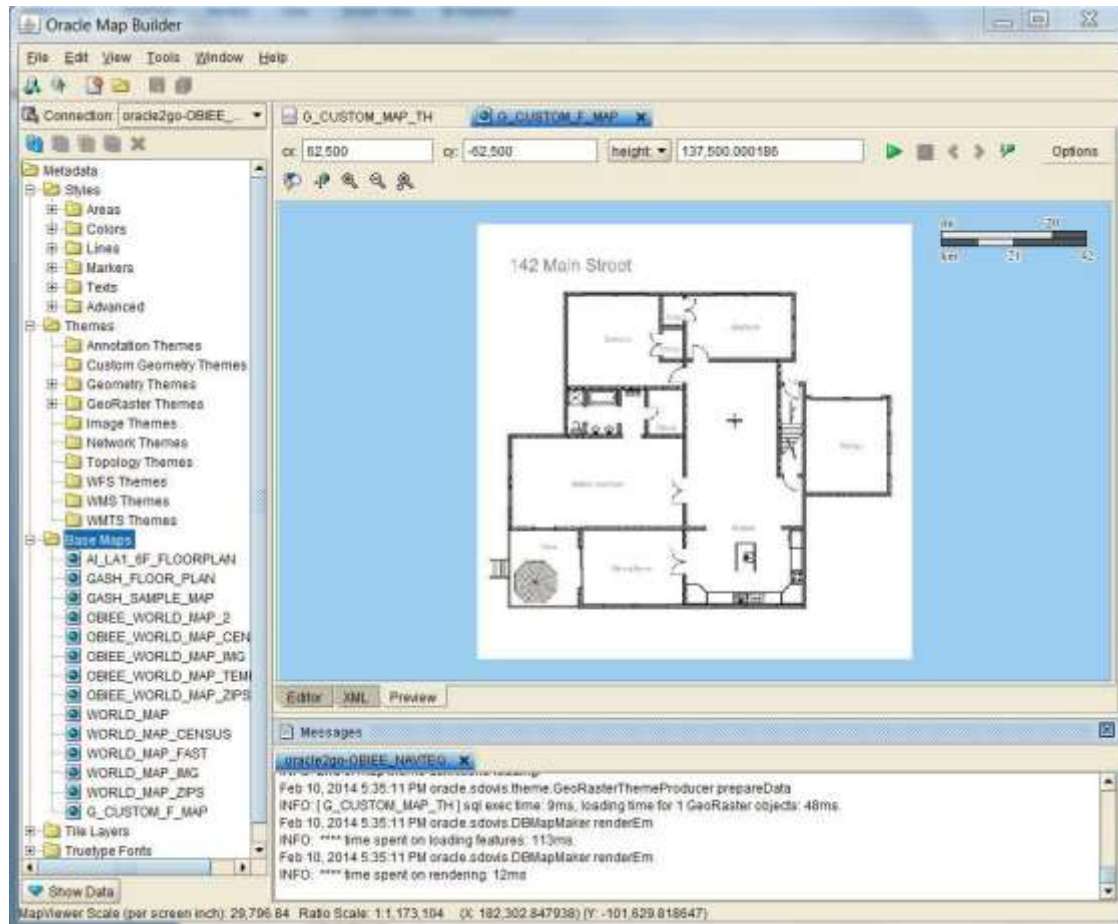 Oracle Map Builder
File Edit View Tools Window Help
Connection: oracle2go-OBIEE_...
G_CUSTOM_MAP_TH
G_CUSTOM_F_MAP
cx: 62,500 cy: -62,500 height 137,500.000186 Options
Metadata
Styles
Areas
Colors
Lines
Markers
Texts
Advanced
Themes
Annotation Themes
Custom Geometry Themes
Geometry Themes
GeoRaster Themes
Image Themes
Network Themes
Topology Themes
WFS Themes
WMS Themes
WMTS Themes
Base Maps
AI_LA1_6F_FLOORPLAN
GASH_FLOOR_PLAN
GASH_SAMPLE_MAP
OBIEE_WORLD_MAP_2
OBIEE_WORLD_MAP_CEN
OBIEE_WORLD_MAP_IMG
OBIEE_WORLD_MAP_TEM
OBIEE_WORLD_MAP_ZIPS
WORLD_MAP
WORLD_MAP_CENSUS
WORLD_MAP_FAST
WORLD_MAP_IMG
WORLD_MAP_ZIPS
G_CUSTOM_F_MAP
Tile Layers
Truetype Fonts
Show Data
142 Main Street
km 21 42
Editor XML Preview
Messages
oracle2go-OBIEE_NAVTEQ
Feb 10, 2014 5:35:11 PM oracle.sdovis.theme.GeoRasterThemeProducer prepareData
INFO: [ G_CUSTOM_MAP_TH ] sql exec time: 9ms, loading time for 1 GeoRaster objects: 48ms.
Feb 10, 2014 5:35:11 PM oracle.sdovis.DBMapMaker renderEm
INFO: **** time spent on loading features: 113ms.
Feb 10, 2014 5:35:11 PM oracle.sdovis.DBMapMaker renderEm
INFO: **** time spent on rendering: 12ms
MapViewer Scale (per screen inch): 29,796.84 Ratio Scale: 1:1,173,104 (X: 182,302.847938) (Y: -101,629.818647)